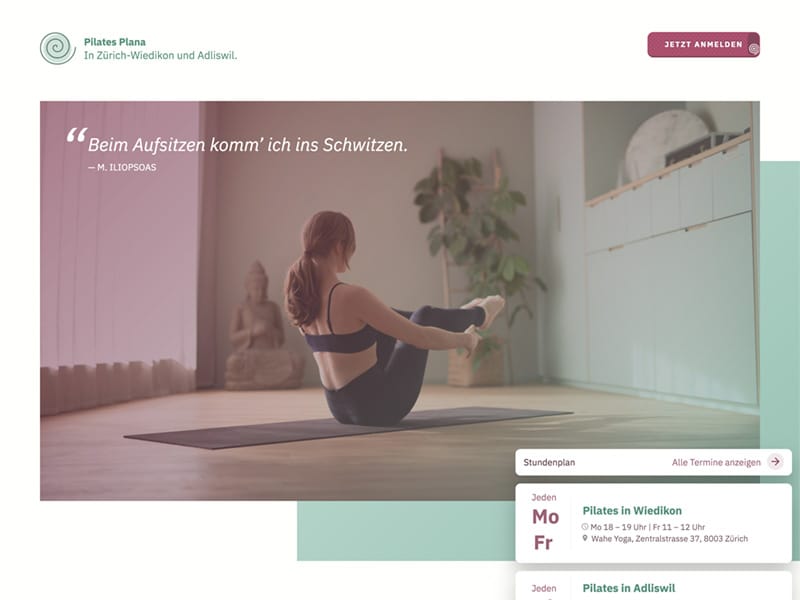 Pilates Plana
In Zürich-Wiedikon und Adliswil.
JETZT ANMELDEN
“Beim Aufsitzen komm’ ich ins Schwitzen.
— M. ILIOPSOAS
Stundenplan
Alle Termine anzeigen
Jeden
Mo
Fr
Pilates in Wiedikon
Mo 18 – 19 Uhr | Fr 11 – 12 Uhr
Wahe Yoga, Zentralstrasse 37, 8003 Zürich
Jeden
Pilates in Adliswil